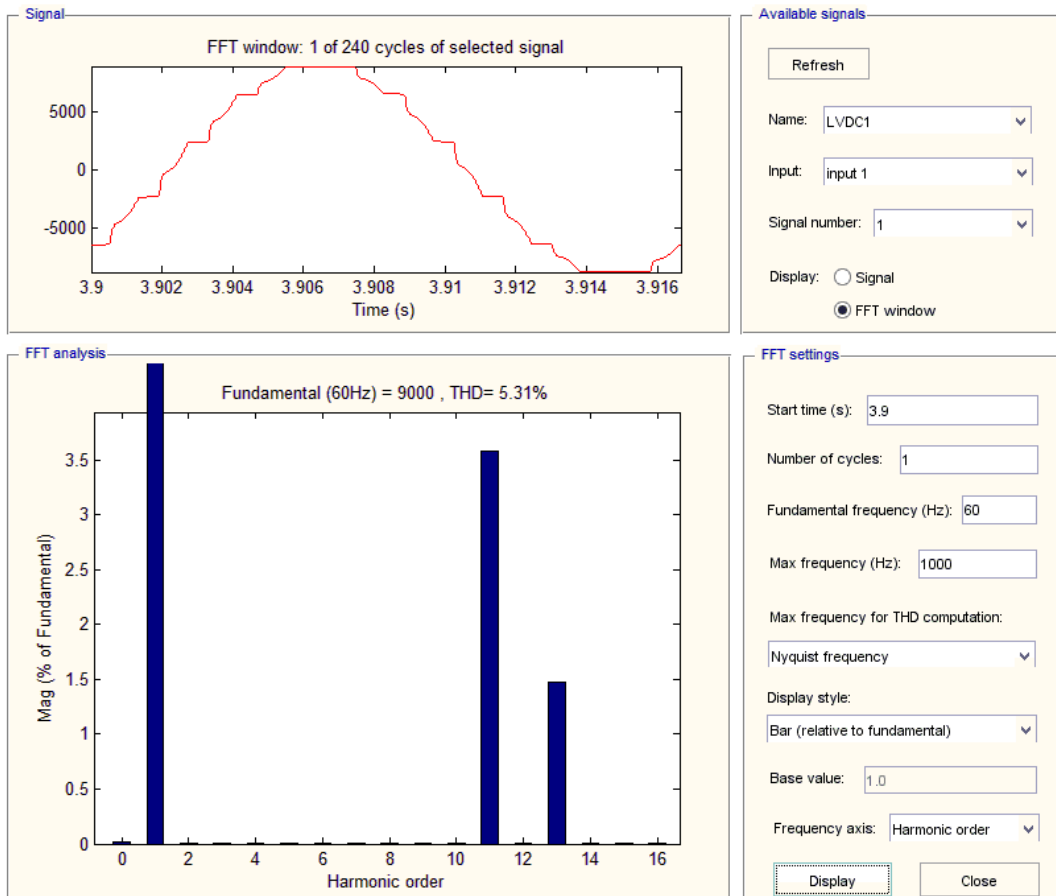 Signal
FFT window: 1 of 240 cycles of selected signal
5000
0
-5000
3.9 3.902 3.904 3.906 3.908 3.91 3.912 3.914 3.916
Time (s)
Available signals
Refresh
Name: LVDC1
Input: input 1
Signal number: 1
Display: Signal
FFT window
FFT analysis
Fundamental (60Hz) = 9000 , THD= 5.31%
3.5
3
2.5
2
1.5
1
0.5
0
Mag (% of Fundamental)
0 2 4 6 8 10 12 14 16
Harmonic order
FFT settings
Start time (s): 3.9
Number of cycles: 1
Fundamental frequency (Hz): 60
Max frequency (Hz): 1000
Max frequency for THD computation:
Nyquist frequency
Display style:
Bar (relative to fundamental)
Base value: 1.0
Frequency axis: Harmonic order
Display Close